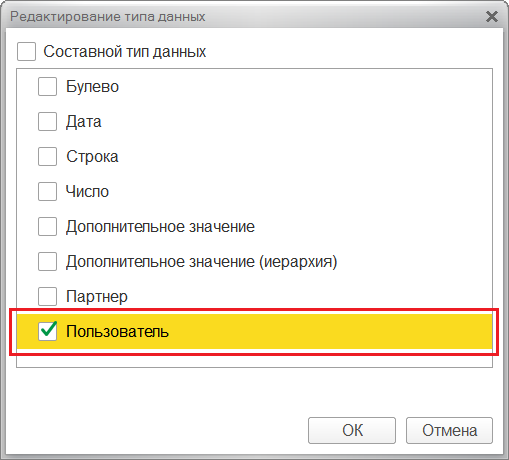 Редактирование типа данных
Составной тип данных
Булево
Дата
Строка
Число
Дополнительное значение
Дополнительное значение (иерархия)
Партнер
Пользователь
ОК Отмена